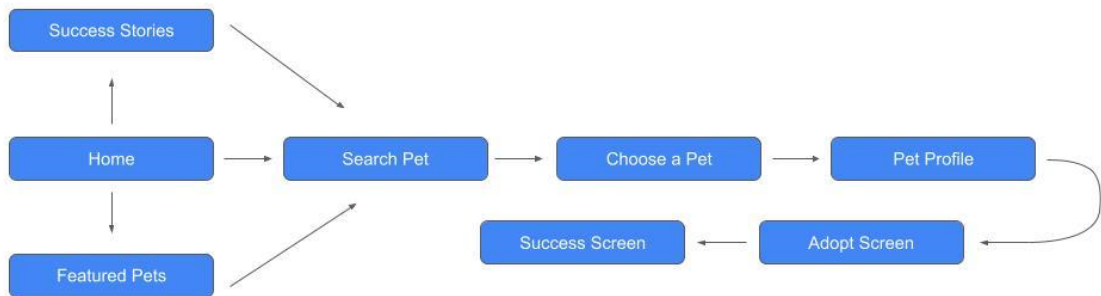 Success Stories
Home
Search Pet
Choose a Pet
Pet Profile
Success Screen
Adopt Screen
Featured Pets